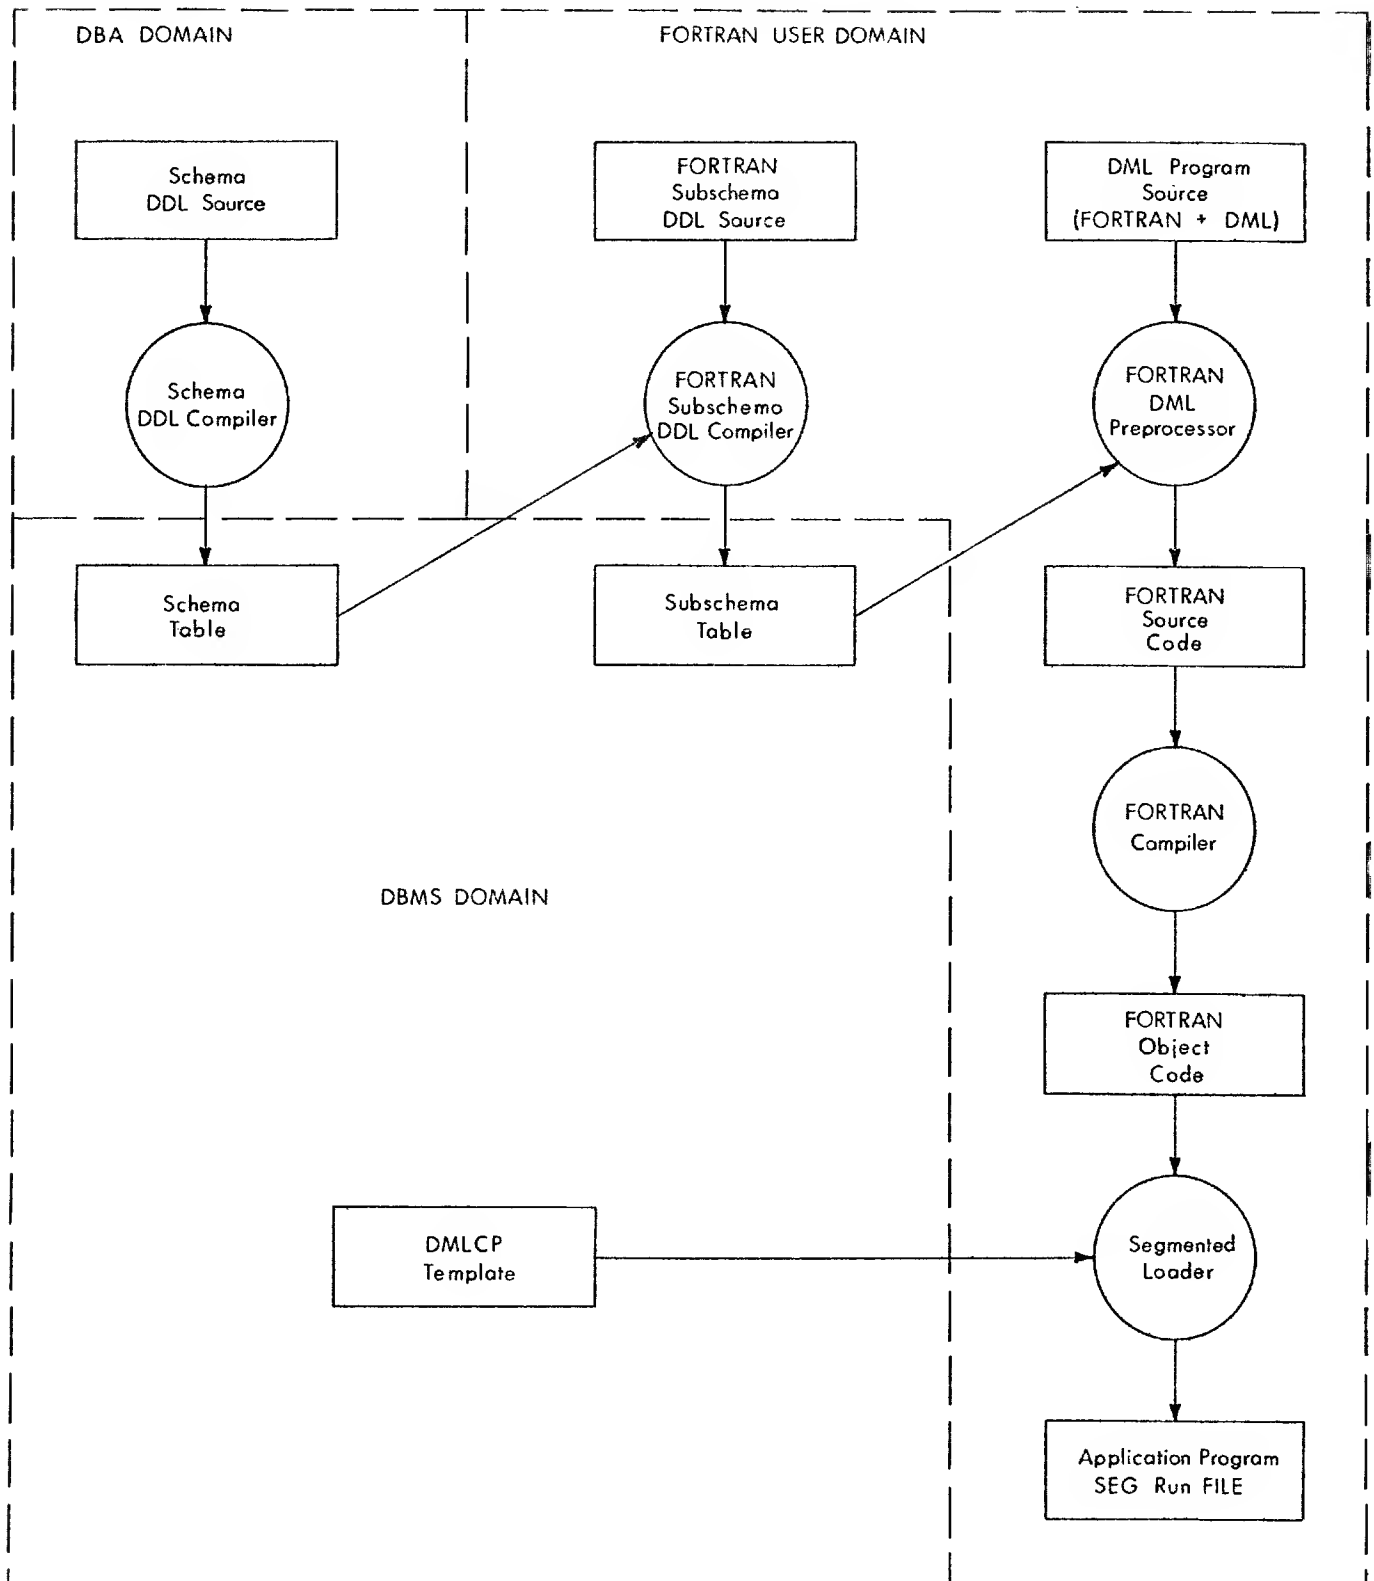 DBA DOMAIN
FORTRAN USER DOMAIN
Schema
DDL Source
FORTRAN
Subschema
DDL Source
DML Program
Source
(FORTRAN + DML)
Schema
DDL Compiler
FORTRAN
Subschemo
DDL Compiler
FORTRAN
DML
Preprocessor
Schema
Table
Subschema
Table
FORTRAN
Source
Code
FORTRAN
Compiler
DBMS DOMAIN
FORTRAN
Object
Code
DMLCP
Template
Segmented
Loader
Application Program
SEG Run FILE